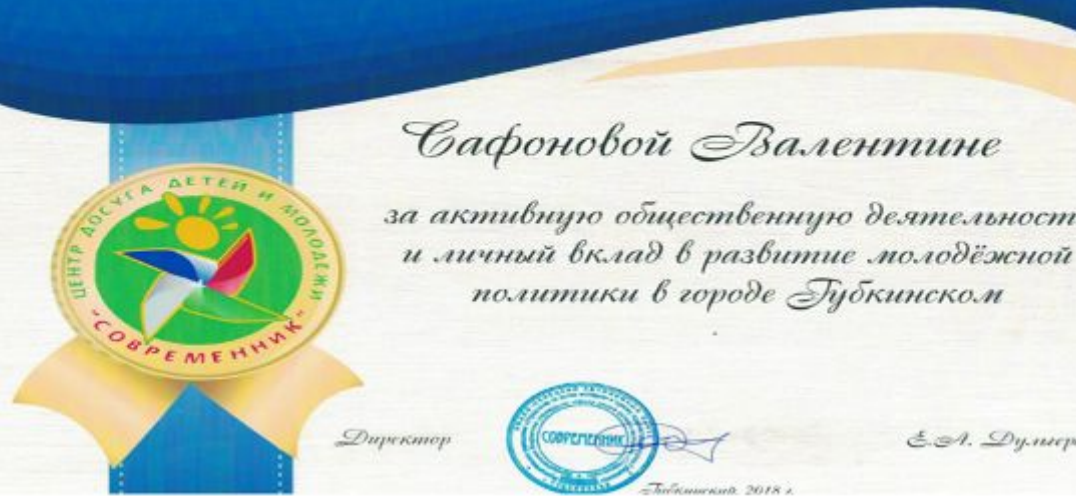 Сафоновой Валентине
за активную общественную деятельност
и личный вклад в развитие молодёжной
политики в городе Губкинском
ЦЕНТР ДОСУГА ДЕТЕЙ И МОЛОДЕЖИ
"СОВРЕМЕННИК"
Директор
СОВРЕМЕННИК
Е.А.
Губкинский, 2018 г.